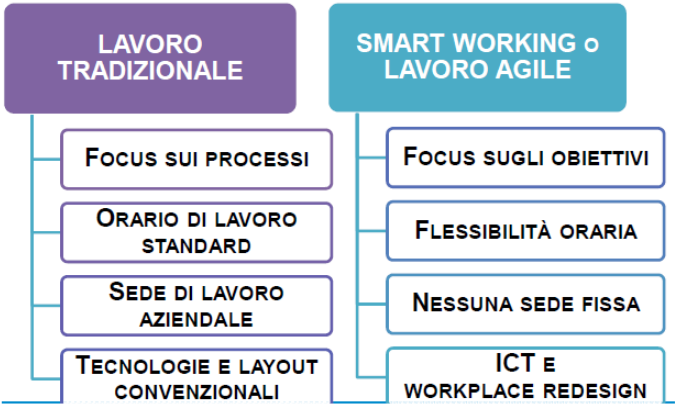 LAVORO
TRADIZIONALE
FOCUS SUI PROCESSI
ORARIO DI LAVORO
STANDARD
SEDE DI LAVORO
AZIENDALE
TECNOLOGIE E LAYOUT
CONVENZIONALI
SMART WORKING O
LAVORO AGILE
FOCUS SUGLI OBIETTIVI
FLESSIBILITÀ ORARIA
NESSUNA SEDE FISSA
ICT E
WORKPLACE REDESIGN